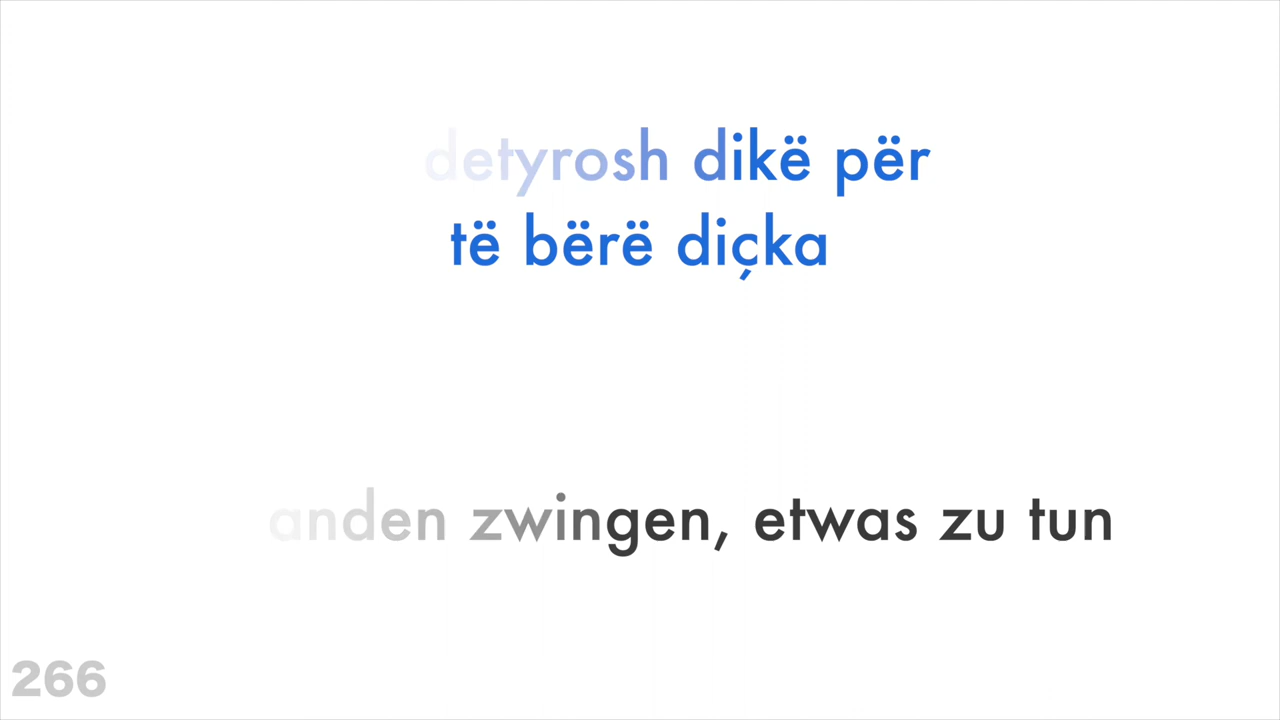 detyrosh dikë për
të bërë diçka
anden zwingen, etwas zu tun
266